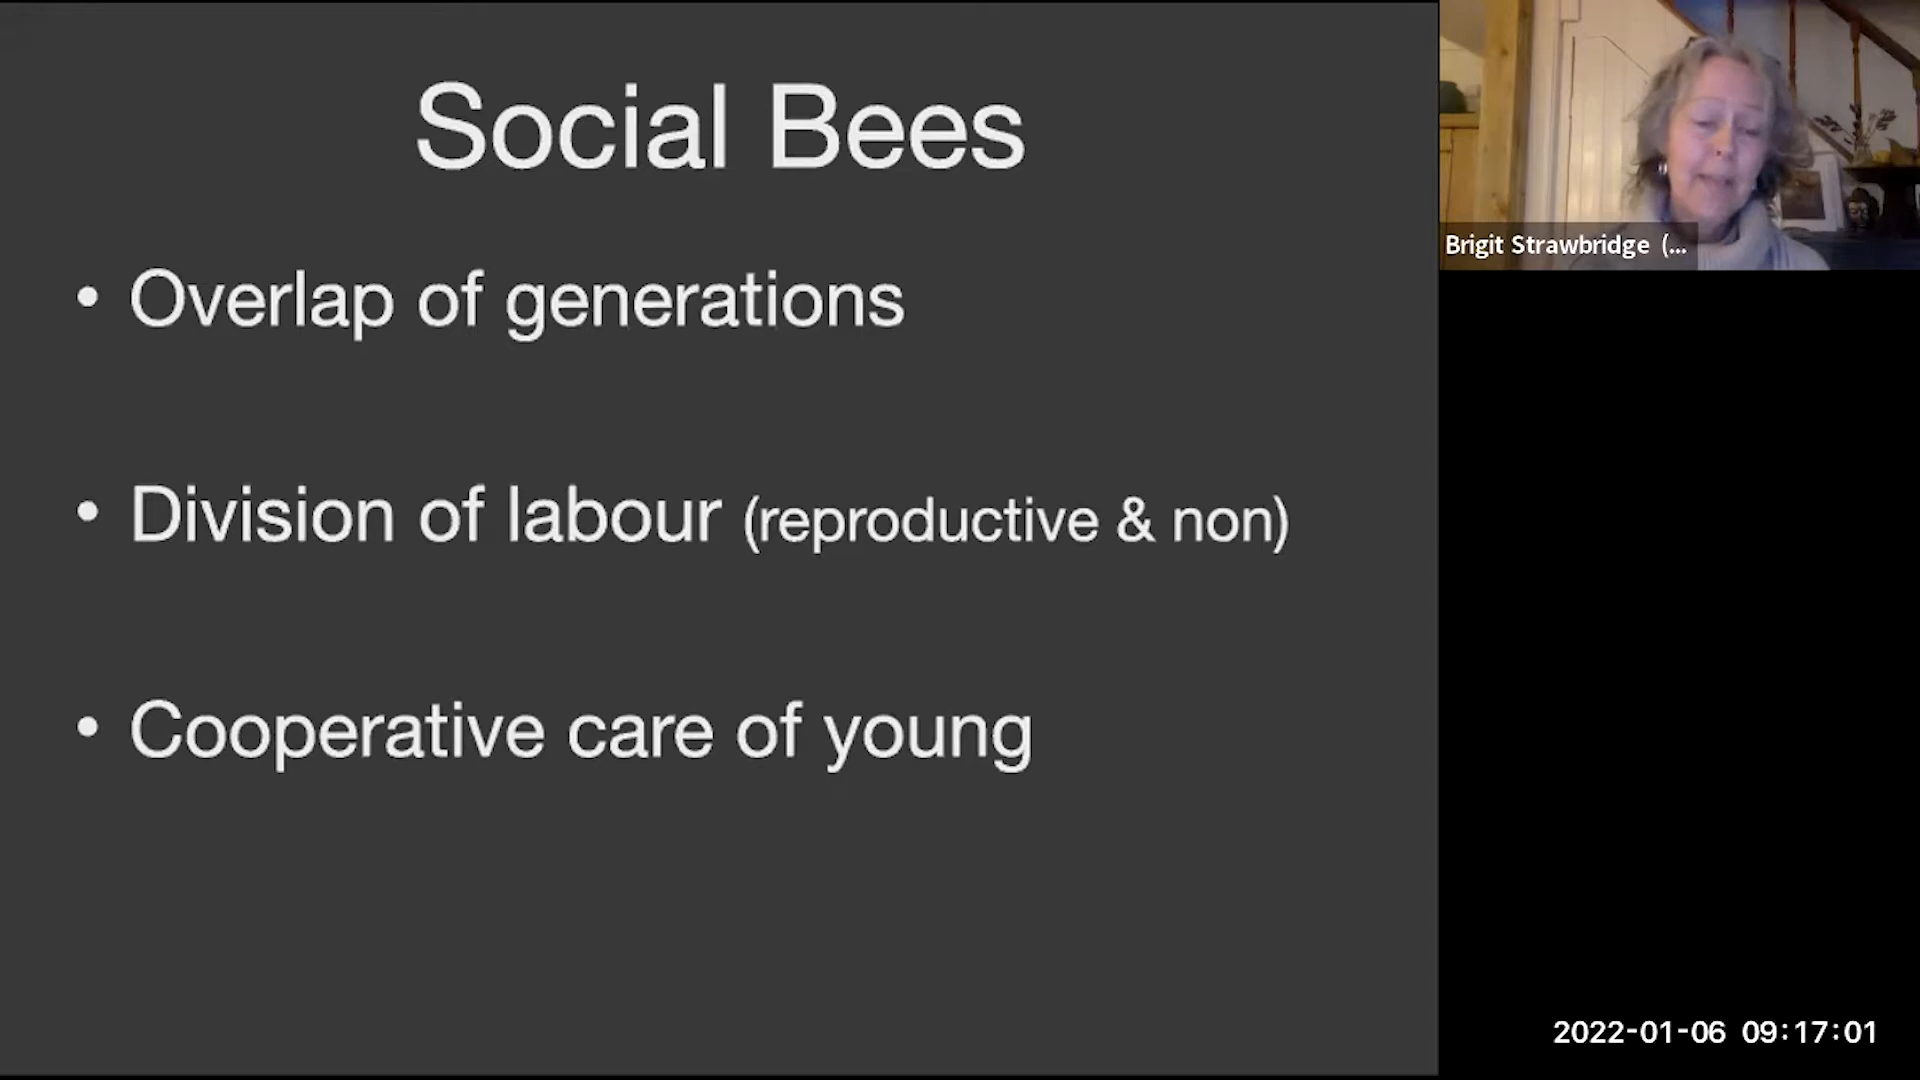 Social Bees
• Overlap of generations
• Division of labour (reproductive & non)
• Cooperative care of young
Brigit Strawbridge (...
2022-01-06 09:17:01